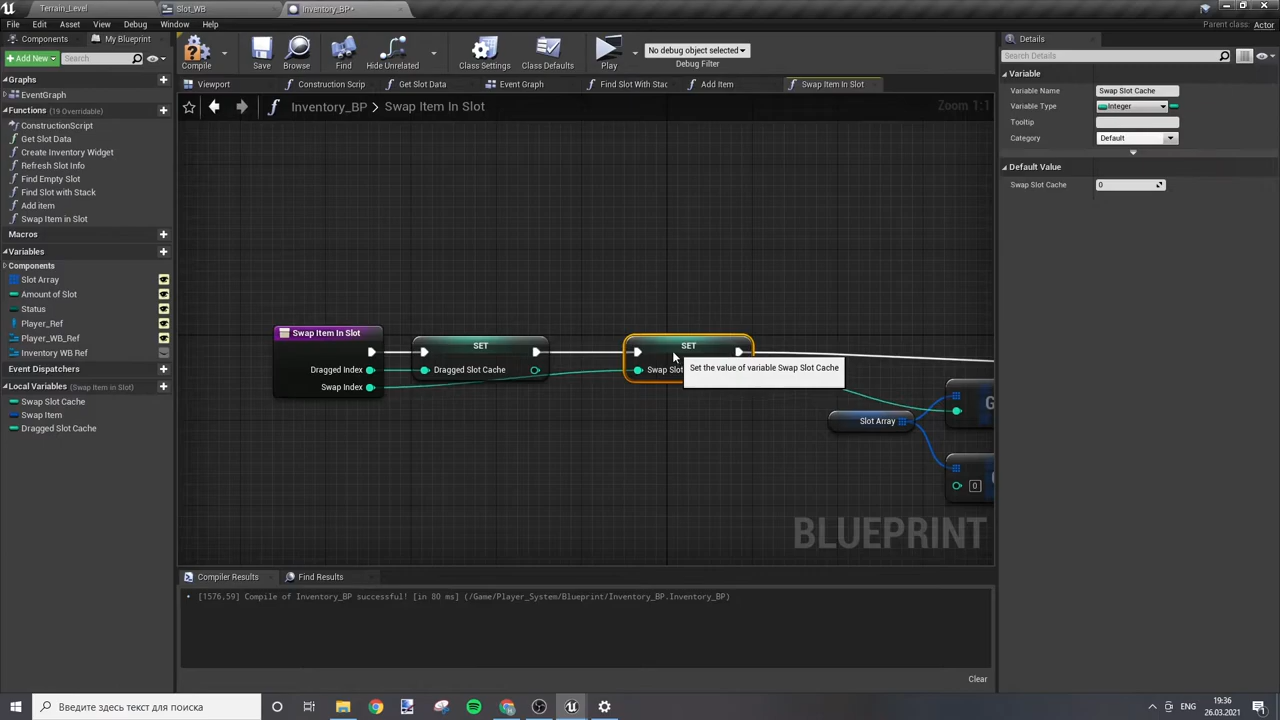 Terrain_Level
Slot_WB
Inventory_BP*
File
Edit
Asset
View
Debug
Window
Help
Parent class:
Actor
Components
My Blueprint
Add New
Search
Compile
Save
Browse
Find
Hide Unrelated
Class Settings
Class Defaults
Play
No debug object selected
Debug Filter
Details
Search Details
Graphs
EventGraph
Functions (19 Overridable)
ConstructionScript
Get Slot Data
Create Inventory Widget
Refresh Slot Info
Find Empty Slot
Find Slot with Stack
Add item
Swap Item in Slot
Macros
Variables
Components
Slot Array
Amount of Slot
Status
Player_Ref
Player_WB_Ref
Inventory WB Ref
Event Dispatchers
Local Variables (Swap Item in Slot)
Swap Slot Cache
Swap Item
Dragged Slot Cache
Viewport
Construction Scrip
Get Slot Data
Event Graph
Find Slot With Stac
Add Item
Swap Item In Slot
Inventory_BP > Swap Item In Slot
Zoom 1:1
Swap Item In Slot
Dragged Index
Swap Index
SET
Dragged Slot Cache
SET
Swap Slot
Set the value of variable Swap Slot Cache
Slot Array
0
BLUEPRINT
Variable
Variable Name
Swap Slot Cache
Variable Type
Integer
Tooltip
Category
Default
Default Value
Swap Slot Cache
0
Compiler Results
Find Results
[1576.59] Compile of Inventory_BP successful! [in 80 ms] (/Game/Player_System/Blueprint/Inventory_BP.Inventory_BP)
Clear
Введите здесь текст для поиска
19:36
26.03.2021